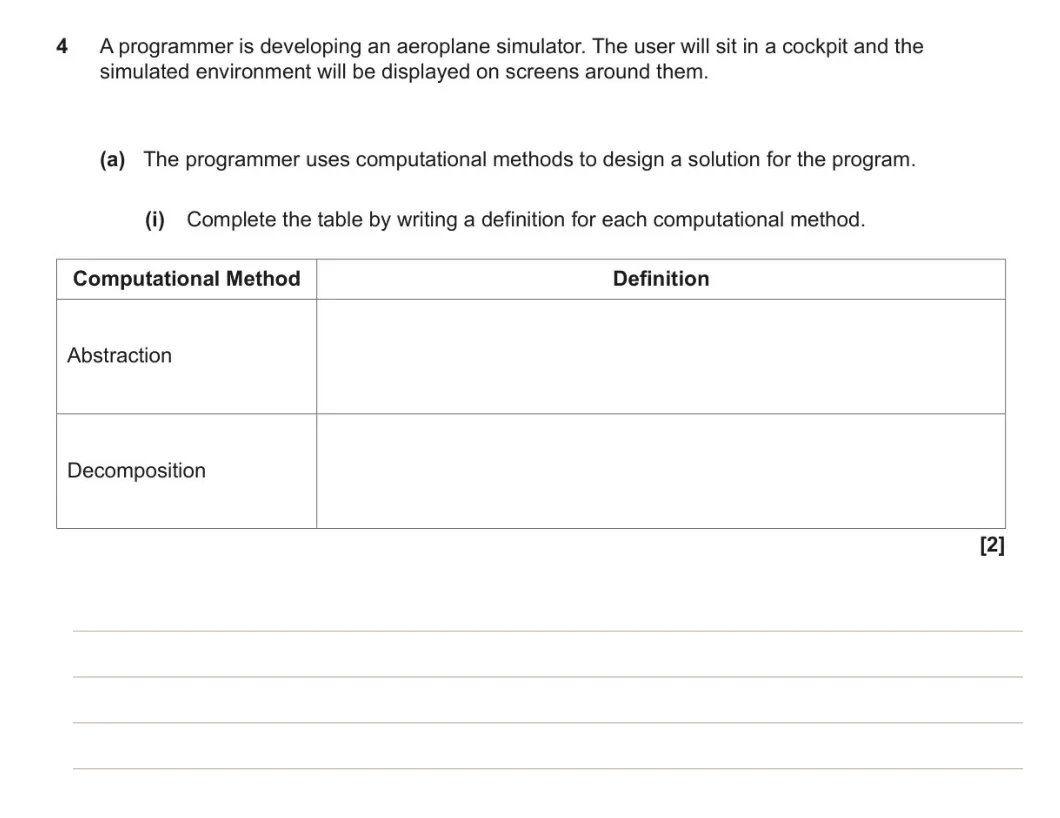 4 A programmer is developing an aeroplane simulator. The user will sit in a cockpit and the
simulated environment will be displayed on screens around them.
(a) The programmer uses computational methods to design a solution for the program.
(i) Complete the table by writing a definition for each computational method.
Computational Method Definition
Abstraction
Decomposition
[2]